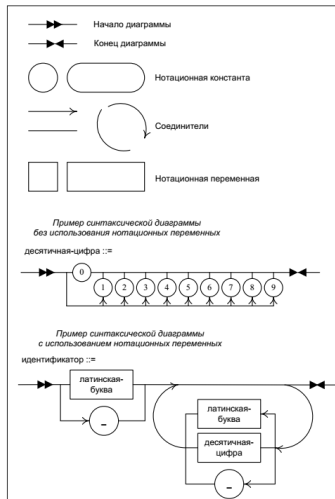 Начало диаграммы
Конец диаграммы
Нотационная константа
Соединители
Нотационная переменная
Пример синтаксической диаграммы
без использования нотационных переменных
десятичная-цифра ::=
0
1 2 3 4 5 6 7 8 9
Пример синтаксической диаграммы
с использованием нотационных переменных
идентификатор ::=
латинская-
буква
_
латинская-
буква
десятичная-
цифра
_